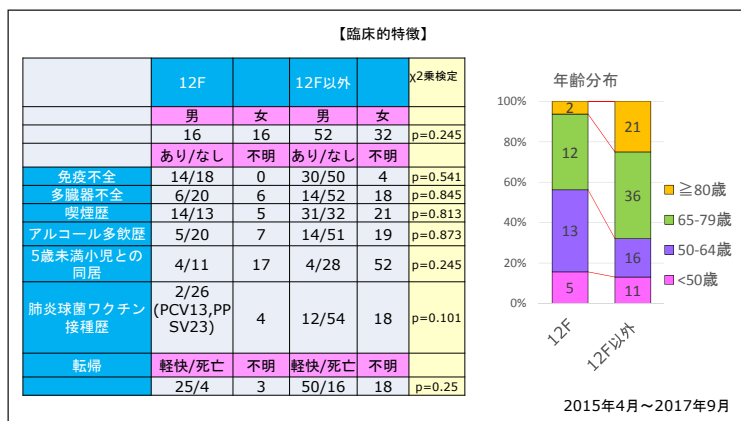 【臨床的特徴】
12F 12F以外 χ2乗検定
男 女 男 女
16 16 52 32 p=0.245
あり/なし 不明 あり/なし 不明
免疫不全 14/18 0 30/50 4 p=0.541
多臓器不全 6/20 6 14/52 18 p=0.845
喫煙歴 14/13 5 31/32 21 p=0.813
アルコール多飲歴 5/20 7 14/51 19 p=0.873
5歳未満小児との
同居 4/11 17 4/28 52 p=0.245
肺炎球菌ワクチン
接種歴 2/26
(PCV13,PP
SV23) 4 12/54 18 p=0.101
転帰 軽快/死亡 不明 軽快/死亡 不明
25/4 3 50/16 18 p=0.25
年齢分布
100%
80%
60%
40%
20%
0%
2
12
13
5
21
36
16
11
12F
12F以外
≧80歳
65-79歳
50-64歳
<50歳
2015年4月～2017年9月